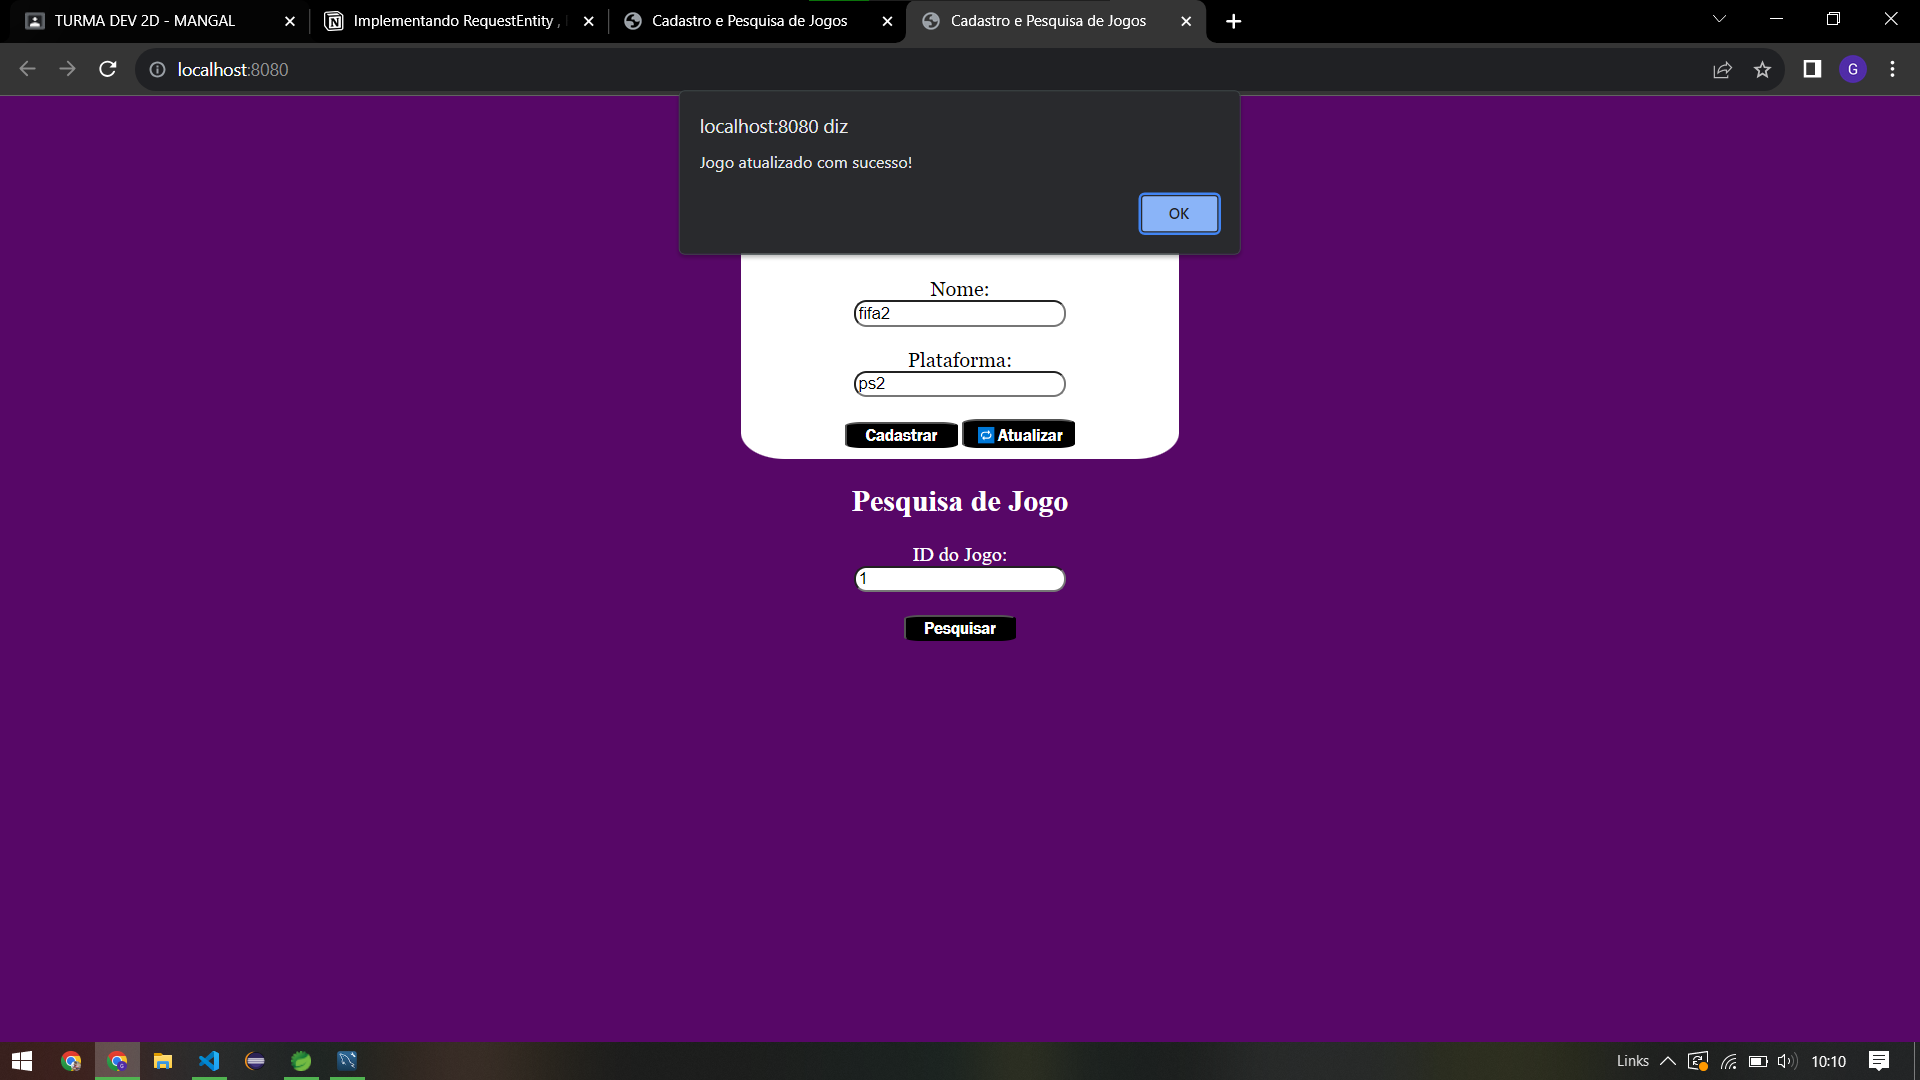 TURMA DEV 2D - MANGAL
Implementando RequestEntity ,
Cadastro e Pesquisa de Jogos
Cadastro e Pesquisa de Jogos
localhost:8080
G
localhost:8080 diz
Jogo atualizado com sucesso!
OK
Nome:
fifa2
Plataforma:
ps2
Cadastrar
Atualizar
Pesquisa de Jogo
ID do Jogo:
1
Pesquisar
Links
10:10